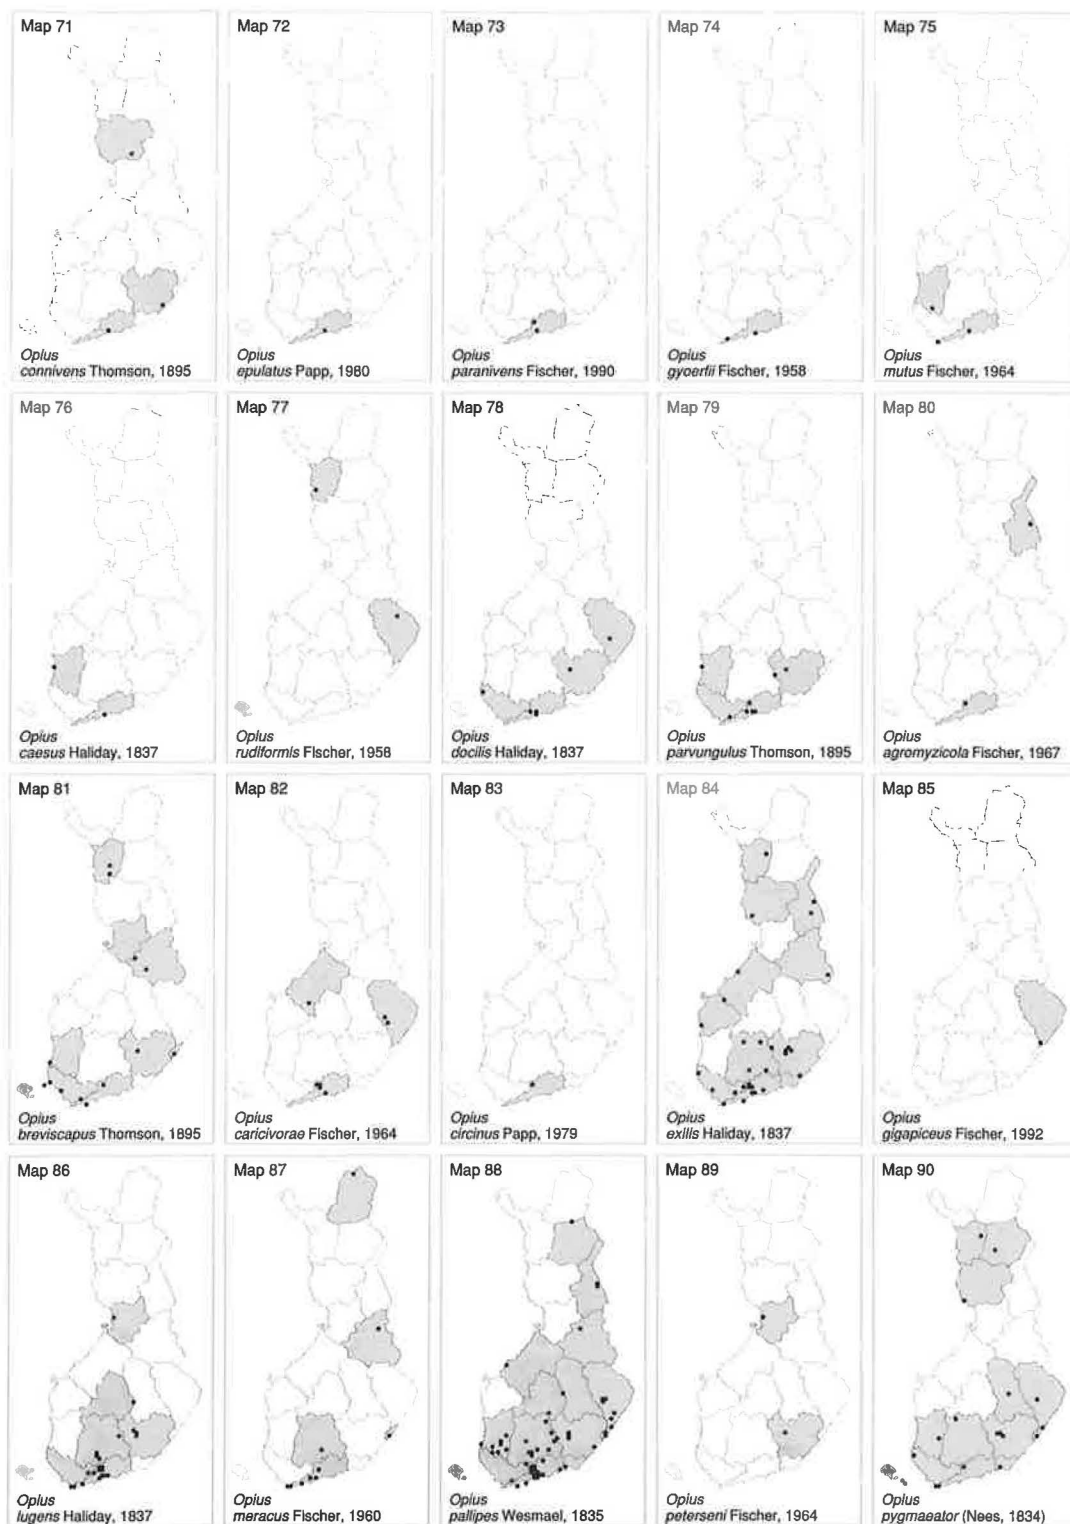 Map 71
Opius
connivens Thomson, 1895
Map 72
Opius
epulatus Papp, 1980
Map 73
Opius
paranivens Fischer, 1990
Map 74
Opius
gyoerfii Fischer, 1958
Map 75
Opius
mutus Fischer, 1964
Map 76
Opius
caesus Haliday, 1837
Map 77
Opius
rudiformis Fischer, 1958
Map 78
Opius
docilis Haliday, 1837
Map 79
Opius
parvungulus Thomson, 1895
Map 80
Opius
agromyzicola Fischer, 1967
Map 81
Opius
breviscapus Thomson, 1895
Map 82
Opius
caricivorae Fischer, 1964
Map 83
Opius
circinus Papp, 1979
Map 84
Opius
exilis Haliday, 1837
Map 85
Opius
gigapiceus Fischer, 1992
Map 86
Opius
lugens Haliday, 1837
Map 87
Opius
meracus Fischer, 1960
Map 88
Opius
pallipes Wesmael, 1835
Map 89
Opius
peterseni Fischer, 1964
Map 90
Opius
pygmaeator (Nees, 1834)